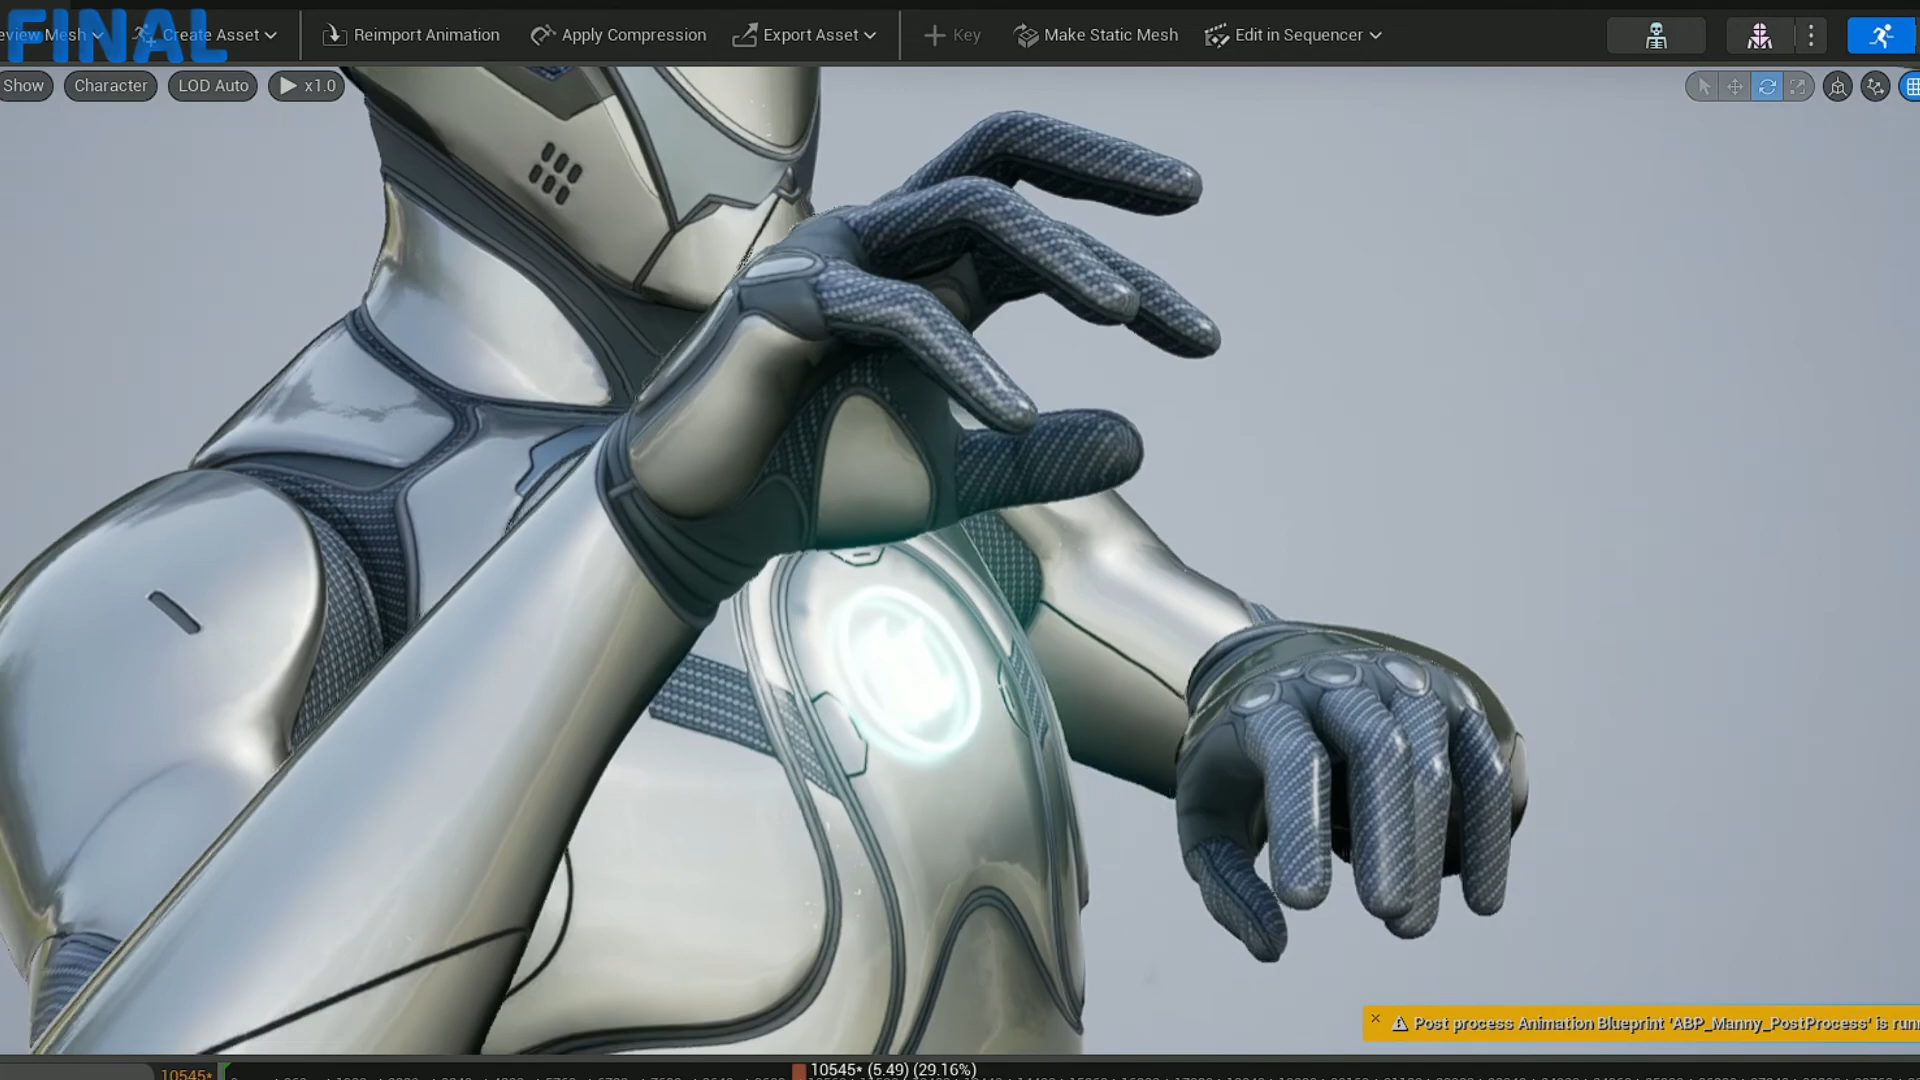 FINAL
eview Mesh
Create Asset
Reimport Animation
Apply Compression
Export Asset
Key
Make Static Mesh
Edit in Sequencer
Show
Character
LOD Auto
x1.0
Post process Animation Blueprint 'ABP_Manny_PostProcess' is run
10545*
10545* (5.49) (29.16%)